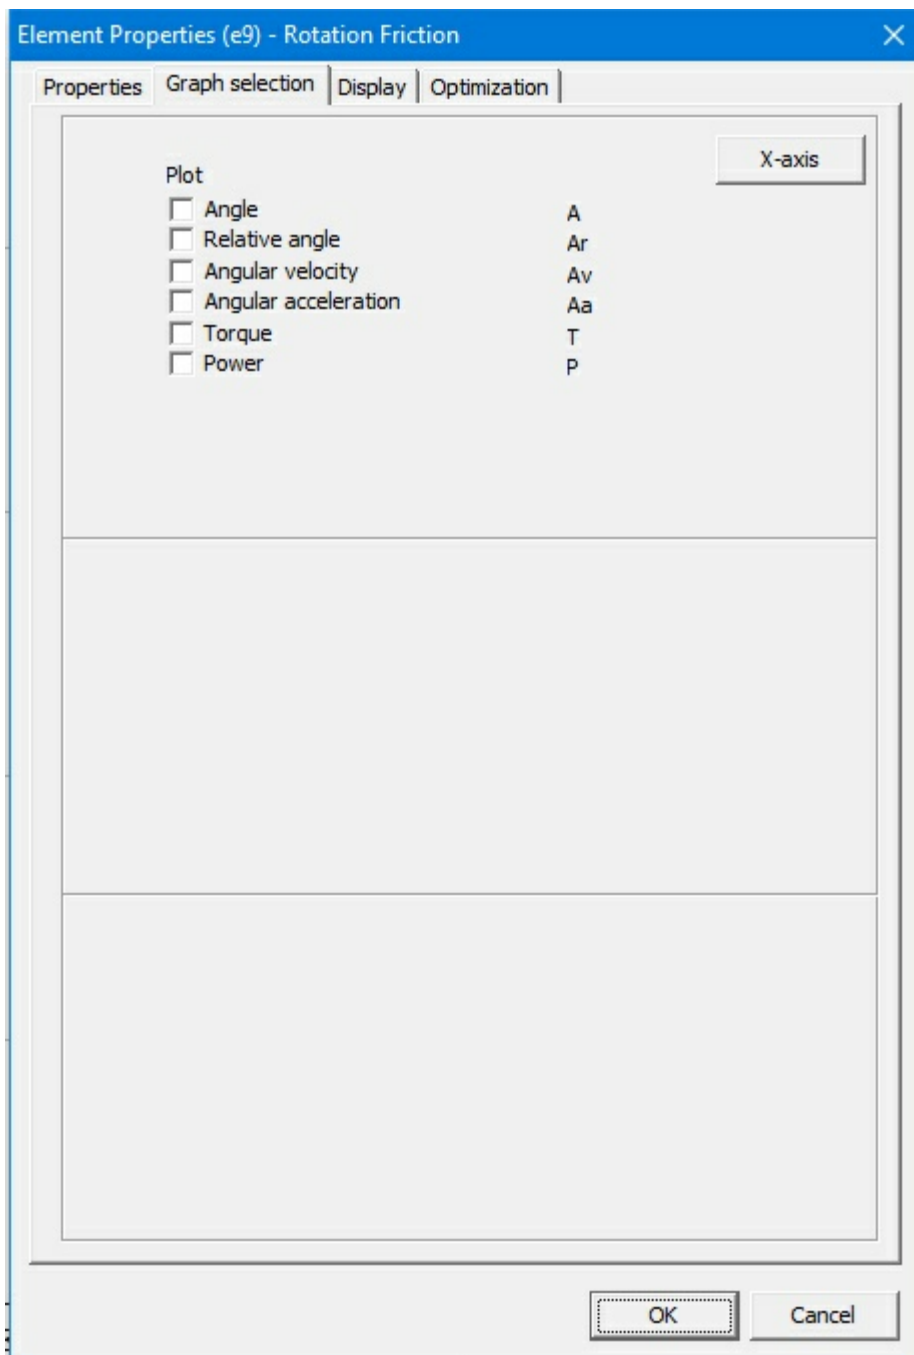 Element Properties (e9) - Rotation Friction
Properties Graph selection Display Optimization
X-axis
Plot
Angle A
Relative angle Ar
Angular velocity Av
Angular acceleration Aa
Torque T
Power P
OK Cancel